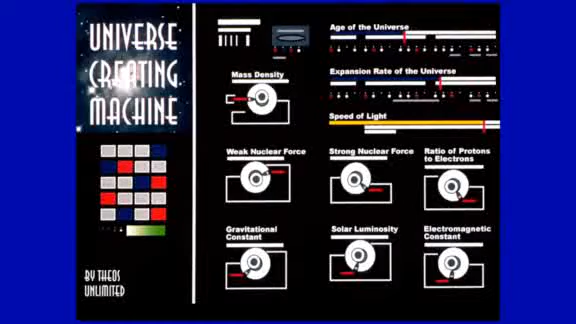 UNIVERSE
CREATING
MACHINE
BY THEOS
UNLIMITED
Age of the Universe
Expansion Rate of the Universe
Speed of Light
Mass Density
Weak Nuclear Force
Strong Nuclear Force
Ratio of Protons
to Electrons
Gravitational
Constant
Solar Luminosity
Electromagnetic
Constant